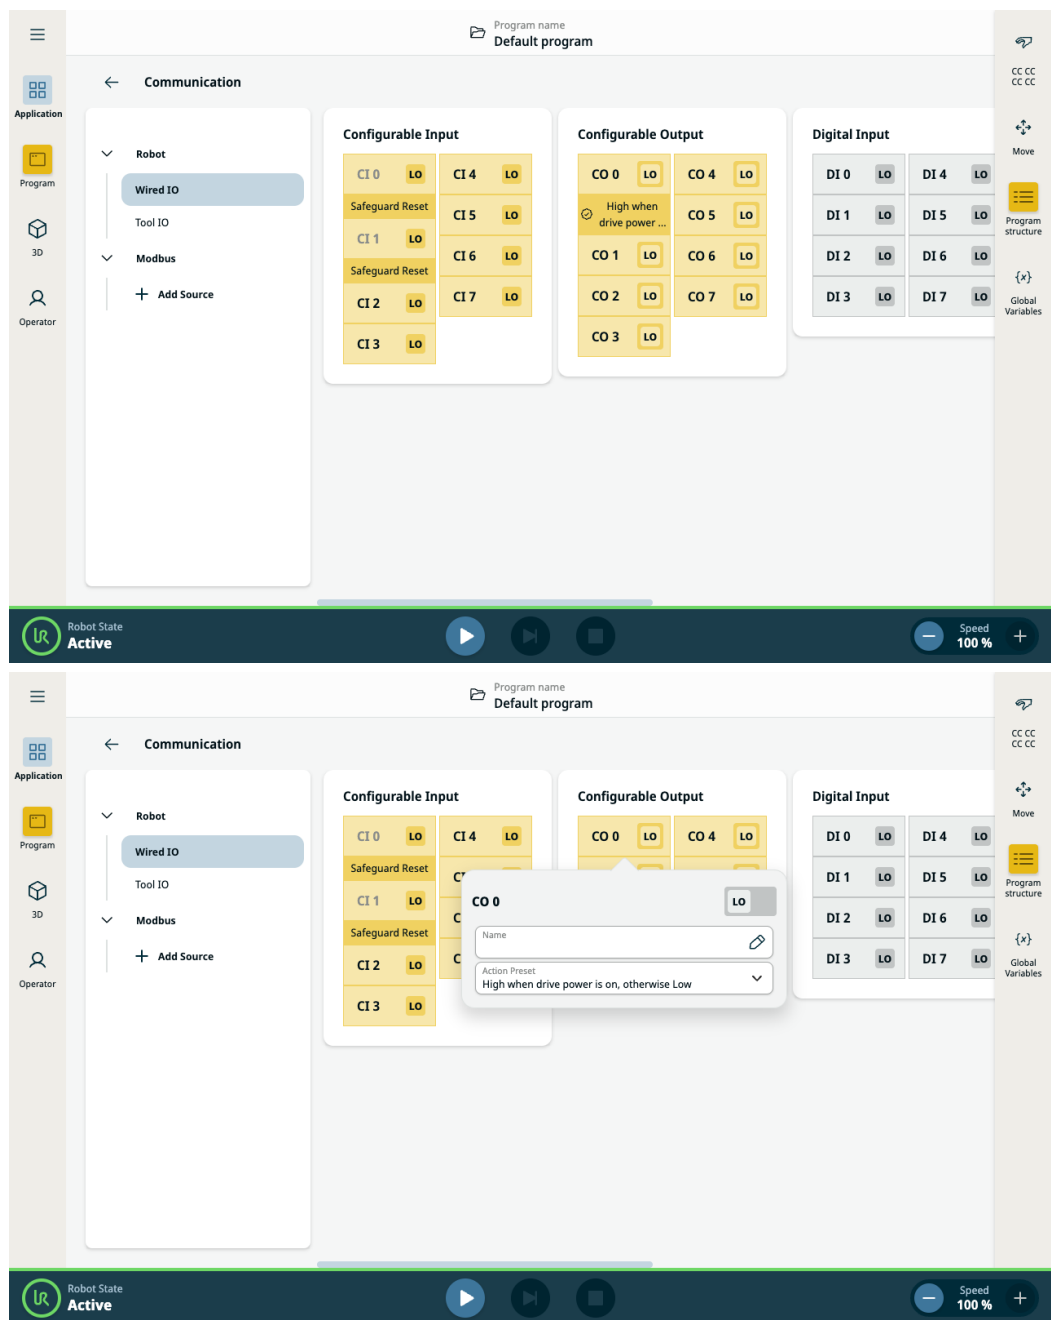 Program name
Default program
Application
Program
3D
Operator
Communication
Robot
Wired IO
Tool IO
Modbus
Add Source
Configurable Input
CI 0 LO
Safeguard Reset
CI 1 LO
Safeguard Reset
CI 2 LO
CI 3 LO
CI 4 LO
CI 5 LO
CI 6 LO
CI 7 LO
Configurable Output
CO 0 LO
High when
drive power ...
CO 1 LO
CO 2 LO
CO 3 LO
CO 4 LO
CO 5 LO
CO 6 LO
CO 7 LO
Digital Input
DI 0 LO
DI 1 LO
DI 2 LO
DI 3 LO
DI 4 LO
DI 5 LO
DI 6 LO
DI 7 LO
CC CC
CC CC
Move
Program
structure
{x}
Global
Variables
UR
Robot State
Active
Speed
100 %
Program name
Default program
Application
Program
3D
Operator
Communication
Robot
Wired IO
Tool IO
Modbus
Add Source
Configurable Input
CI 0 LO
Safeguard Reset
CI 1 LO
Safeguard Reset
CI 2 LO
CI 3 LO
CI 4 LO
Configurable Output
CO 0 LO
CO 4 LO
CO 0 LO
Name
Action Preset
High when drive power is on, otherwise Low
Digital Input
DI 0 LO
DI 1 LO
DI 2 LO
DI 3 LO
DI 4 LO
DI 5 LO
DI 6 LO
DI 7 LO
CC CC
CC CC
Move
Program
structure
{x}
Global
Variables
UR
Robot State
Active
Speed
100 %